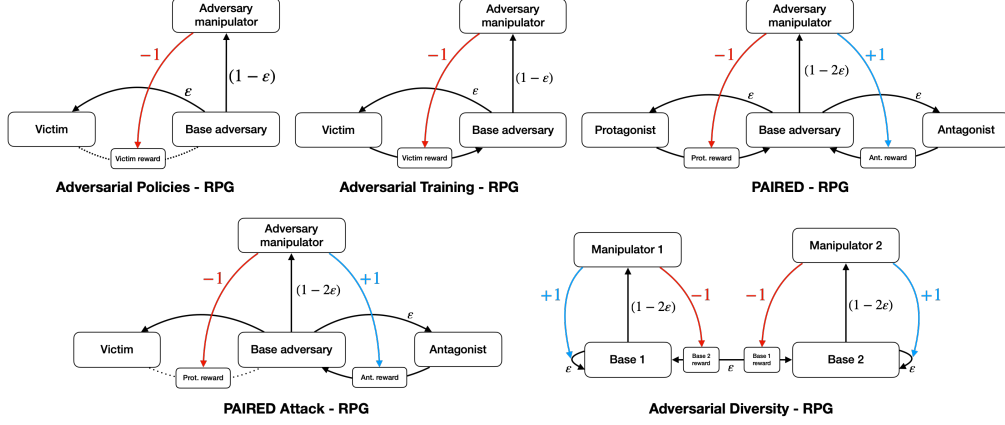 Adversary
manipulator
−1
(1 − ε)
ε
Victim
Base adversary
Victim reward
Adversarial Policies - RPG
Adversary
manipulator
−1
(1 − ε)
ε
Victim
Base adversary
Victim reward
Adversarial Training - RPG
Adversary
manipulator
−1
+1
(1 − 2ε)
ε
ε
Protagonist
Base adversary
Antagonist
Prot. reward
Ant. reward
PAIRED - RPG
Adversary
manipulator
−1
+1
(1 − 2ε)
ε
Victim
Base adversary
Antagonist
Prot. reward
Ant. reward
PAIRED Attack - RPG
Manipulator 1
Manipulator 2
+1
−1
−1
+1
(1 − 2ε)
(1 − 2ε)
ε
Base 1
Base 2
reward
ε
Base 1
reward
Base 2
ε
Adversarial Diversity - RPG